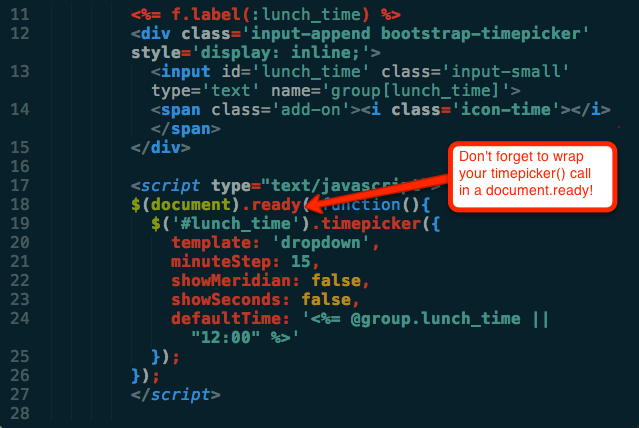 11 <%= f.label(:lunch_time) %>
12 <div class='input-append bootstrap-timepicker'
style='display: inline;'>
13 <input id='lunch_time' class='input-small'
type='text' name='group[lunch_time]'>
14 <span class='add-on'><i class='icon-time'></i>
</span>
15 </div>
16
17 <script type="text/javascript">
18 $(document).ready( function(){
19 $('#lunch_time').timepicker({
20 template: 'dropdown',
21 minuteStep: 15,
22 showMeridian: false,
23 showSeconds: false,
24 defaultTime: '<%= @group.lunch_time ||
"12:00" %>'
25 });
26 });
27 </script>
28
Don't forget to wrap
your timepicker() call
in a document.ready!